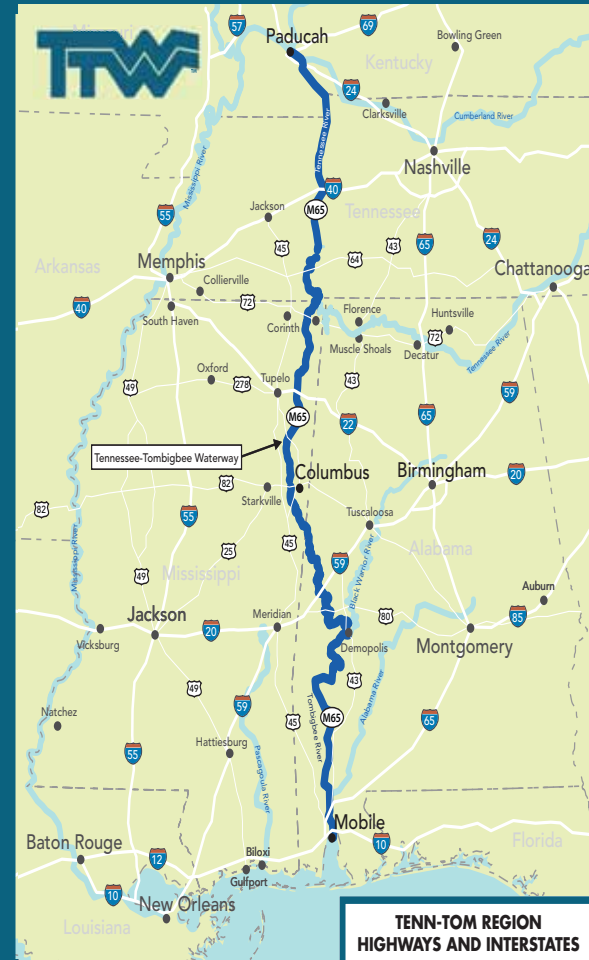 TTW
57
69
Paducah
Bowling Green
Kentucky
24
Clarksville
Cumberland River
Tennessee River
Nashville
Mississippi River
40
M65
Jackson
Tennessee
55
45
43
65
24
64
Arkansas
Memphis
Chattanooga
Collierville
72
40
South Haven
Corinth
Florence
Huntsville
Muscle Shoals
72
Decatur
Tennessee River
Oxford
278
Tupelo
43
49
59
M65
22
65
Tennessee-Tombigbee Waterway
Columbus
Birmingham
20
82
Starkville
82
Tuscaloosa
55
45
25
Alabama
59
Black Warrior River
Mississippi River
49
Mississippi
Auburn
Jackson
20
Meridian
80
85
Vicksburg
Demopolis
Montgomery
49
43
Alabama River
59
Natchez
45
Tombigbee River
M65
65
Hattiesburg
55
Pascagoula River
Mobile
Baton Rouge
12
Biloxi
10
Florida
Gulfport
10
New Orleans
Louisiana
TENN-TOM REGION
HIGHWAYS AND INTERSTATES